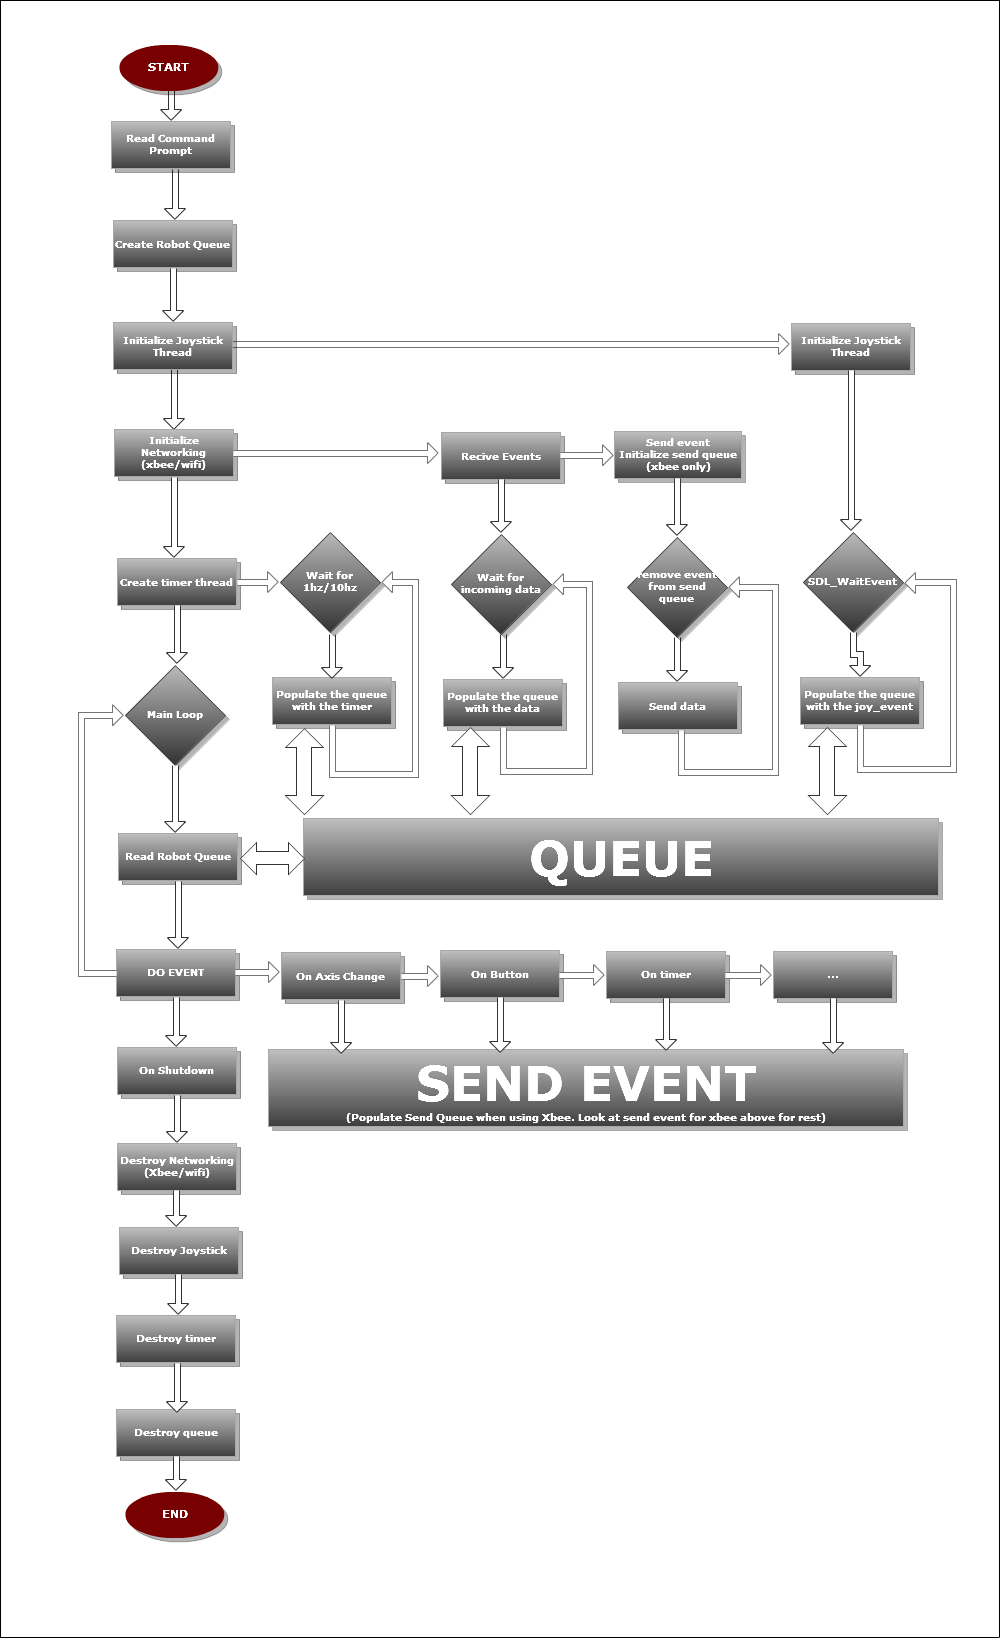 START
Read Command
Prompt
Create Robot Queue
Initialize Joystick
Thread
Initialize Joystick
Thread
Initialize
Networking
(xbee/wifi)
Recive Events
Send event
Initialize send queue
(xbee only)
Create timer thread
Wait for
1hz/10hz
Wait for
incoming data
remove event
from send
queue
SDL_WaitEvent
Main Loop
Populate the queue
with the timer
Populate the queue
with the data
Send data
Populate the queue
with the joy_event
Read Robot Queue
QUEUE
DO EVENT
On Axis Change
On Button
On timer
...
On Shutdown
SEND EVENT
(Populate Send Queue when using Xbee. Look at send event for xbee above for rest)
Destroy Networking
(Xbee/wifi)
Destroy Joystick
Destroy timer
Destroy queue
END